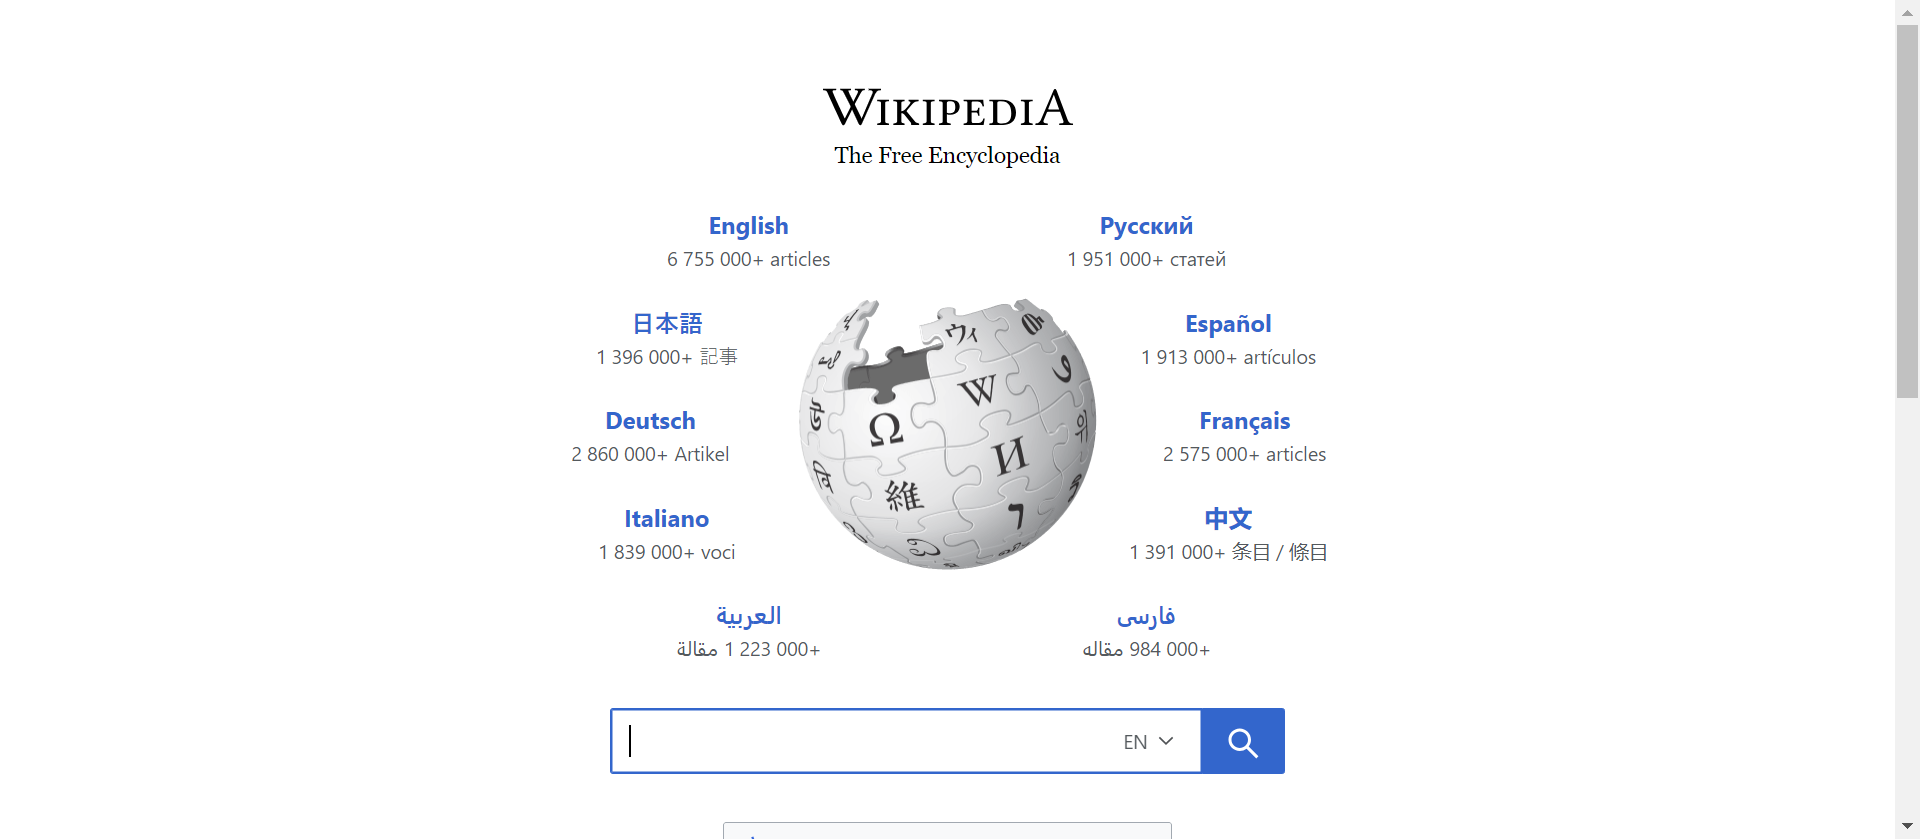 WIKIPEDIA
The Free Encyclopedia
English
6 755 000+ articles
Русский
1 951 000+ статей
日本語
1 396 000+ 記事
Español
1 913 000+ artículos
Deutsch
2 860 000+ Artikel
Français
2 575 000+ articles
Italiano
1 839 000+ voci
中文
1 391 000+ 条目 / 條目
العربية
1 223 000+ مقالة
فارسی
984 000+ مقاله
Ω
W
И
維
ウィ
EN